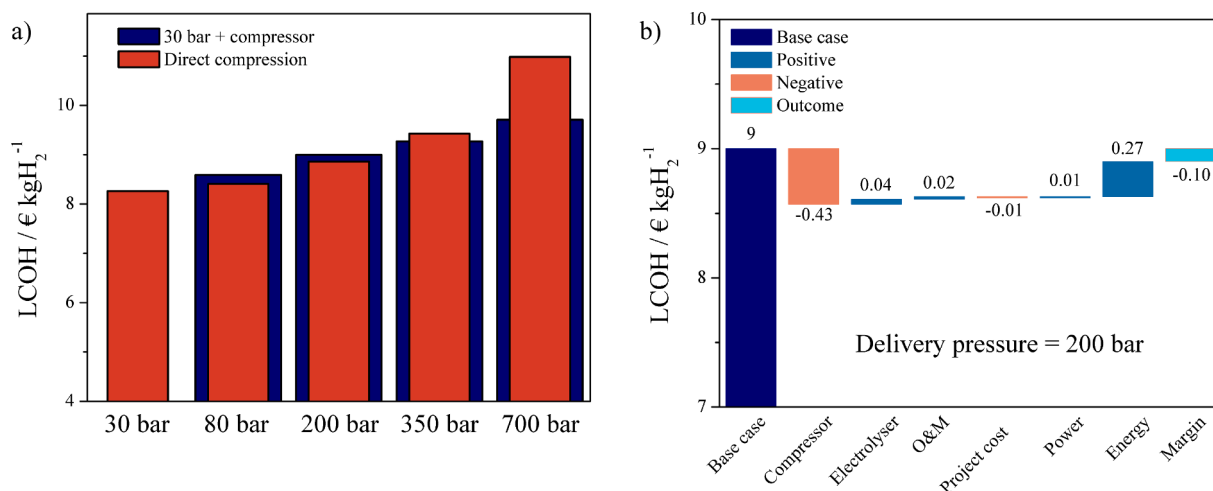 a)
30 bar + compressor
Direct compression
LCOH / € kgH₂⁻¹
10
8
6
4
30 bar 80 bar 200 bar 350 bar 700 bar
b)
Base case
Positive
Negative
Outcome
LCOH / € kgH₂⁻¹
10
9
8
7
9
-0.43
0.04
0.02
-0.01
0.01
0.27
-0.10
Delivery pressure = 200 bar
Base case
Compressor
Electrolyser
O&M
Project cost
Power
Energy
Margin